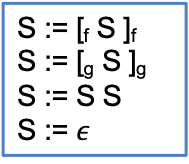 S := [f S ]f
S := [g S ]g
S := S S
S := ϵ